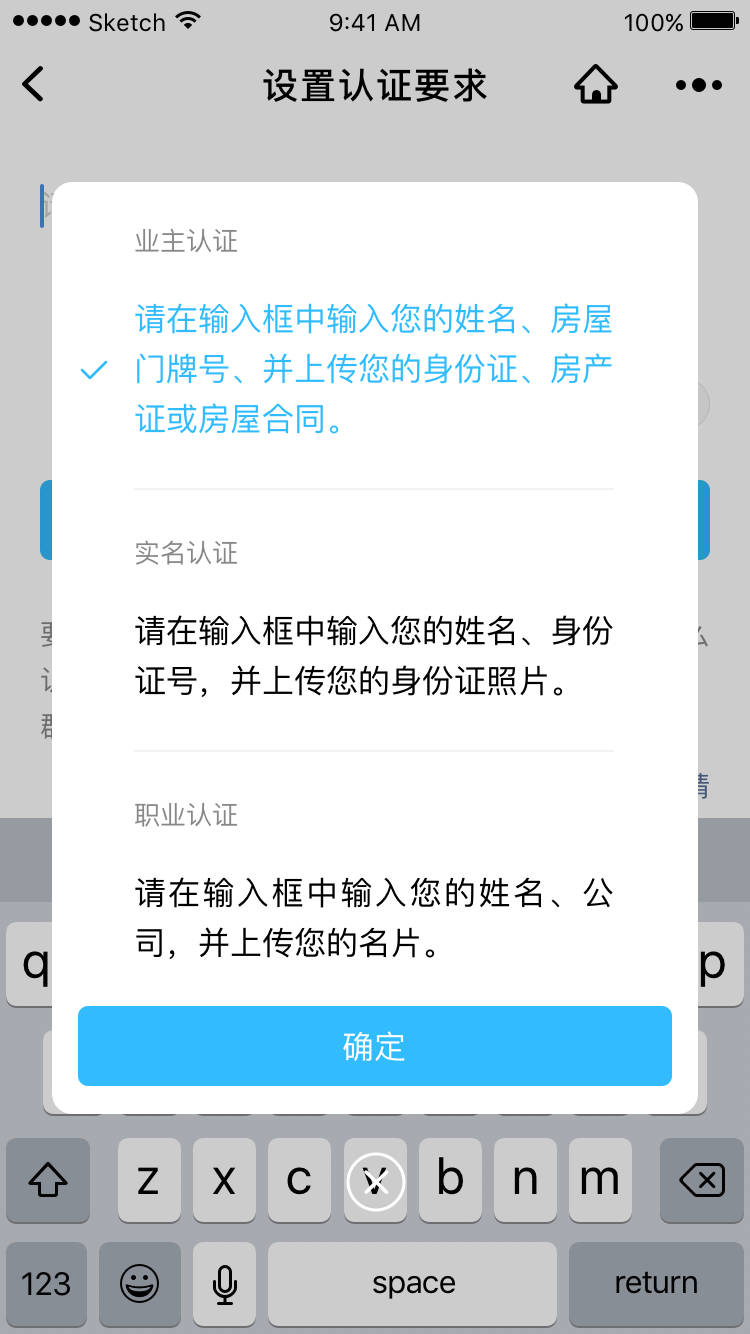 Sketch 9:41 AM 100%
设置认证要求
业主认证
请在输入框中输入您的姓名、房屋
门牌号、并上传您的身份证、房产
证或房屋合同。
实名认证
请在输入框中输入您的姓名、身份
证号，并上传您的身份证照片。
职业认证
请在输入框中输入您的姓名、公
司，并上传您的名片。
q p
确定
z x c v b n m
123 space return